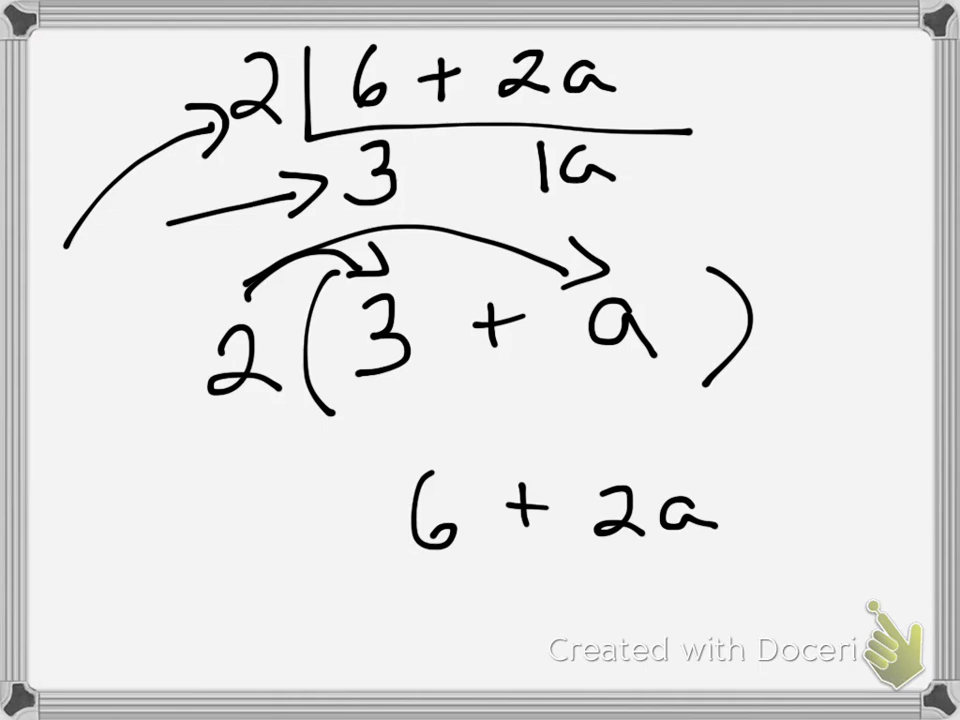 2 | 6 + 2a
3 1a
2(3 + a)
6 + 2a
Created with Doceri